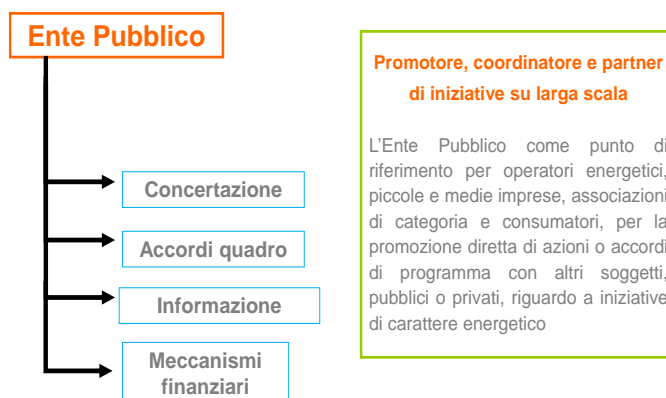 Ente Pubblico
Concertazione
Accordi quadro
Informazione
Meccanismi
finanziari
Promotore, coordinatore e partner
di iniziative su larga scala
L'Ente Pubblico come punto di
riferimento per operatori energetici,
piccole e medie imprese, associazioni
di categoria e consumatori, per la
promozione diretta di azioni o accordi
di programma con altri soggetti,
pubblici o privati, riguardo a iniziative
di carattere energetico